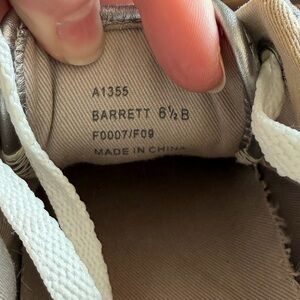 A1355
BARRETT 6½ B
F0007/F09
MADE IN CHINA